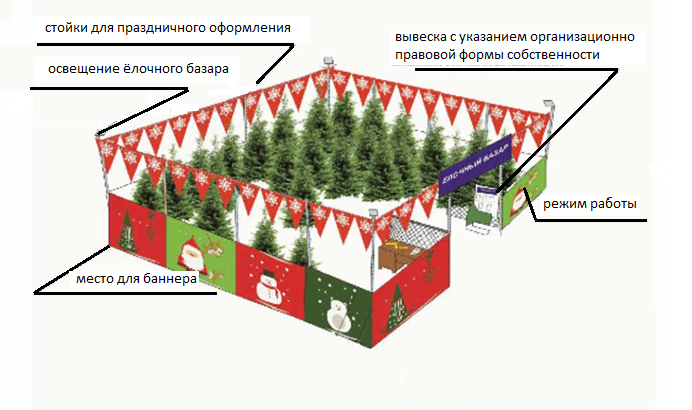 стойки для праздничного оформления
освещение ёлочного базара
вывеска с указанием организационно
правовой формы собственности
ЕЛОЧНЫЙ БАЗАР
режим работы
место для баннера